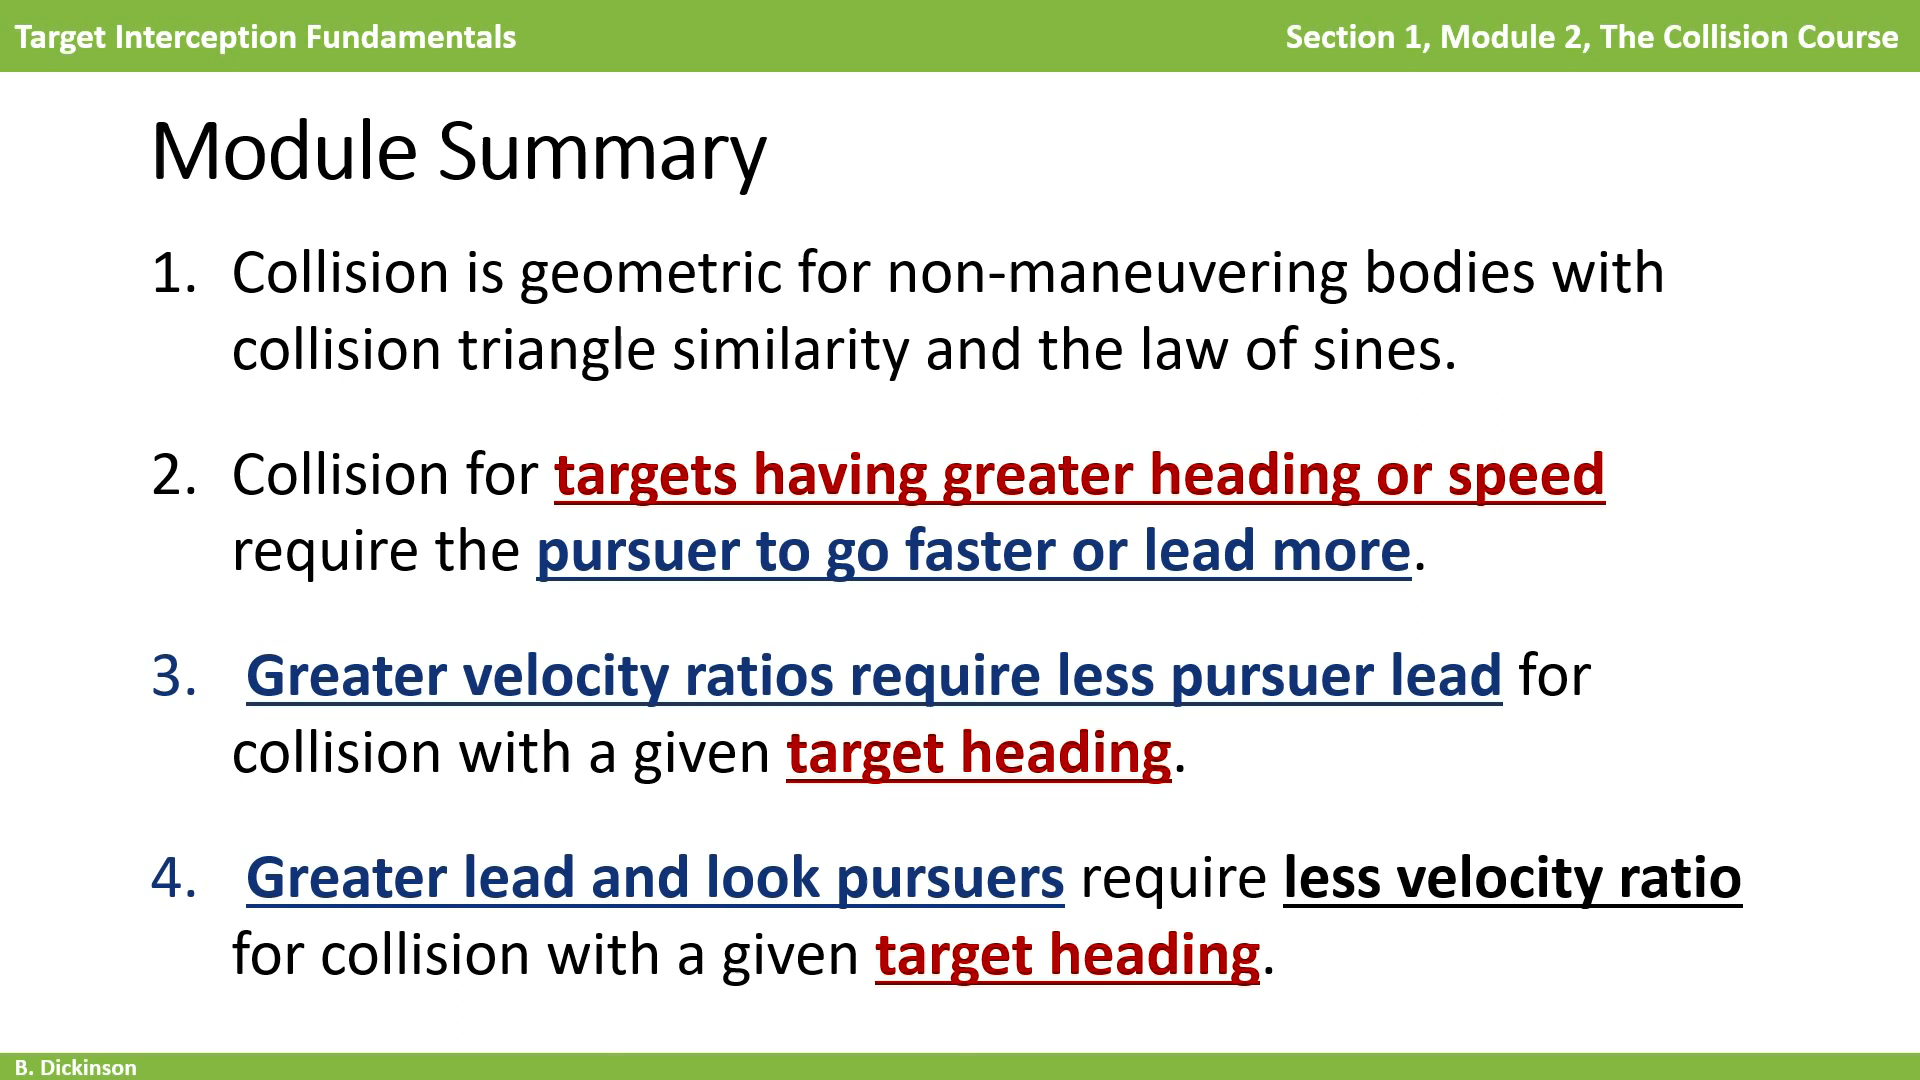 Target Interception Fundamentals
Section 1, Module 2, The Collision Course
Module Summary
1. Collision is geometric for non-maneuvering bodies with
collision triangle similarity and the law of sines.
2. Collision for targets having greater heading or speed
require the pursuer to go faster or lead more.
3. Greater velocity ratios require less pursuer lead for
collision with a given target heading.
4. Greater lead and look pursuers require less velocity ratio
for collision with a given target heading.
B. Dickinson